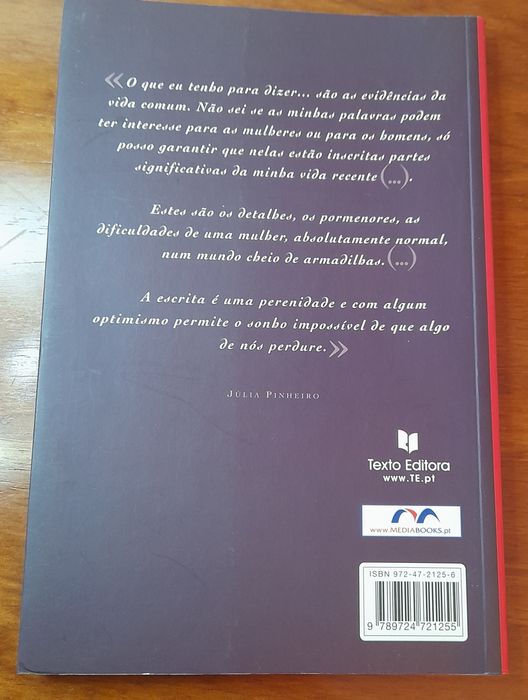 « O que eu tenho para dizer... são as evidências da
vida comum. Não sei se as minhas palavras podem
ter interesse para as mulheres ou para os homens, só
posso garantir que nelas estão inscritas partes
significativas da minha vida recente (...).
Estes são os detalhes, os pormenores, as
dificuldades de uma mulher, absolutamente normal,
num mundo cheio de armadilhas. (...)
A escrita é uma perenidade e com algum
optimismo permite o sonho impossível de que algo
de nós perdure. »
JÚLIA PINHEIRO
Texto Editora
www.TE.pt
www.MEDIABOOKS.pt
ISBN 972-47-2125-6
9 789724 721255